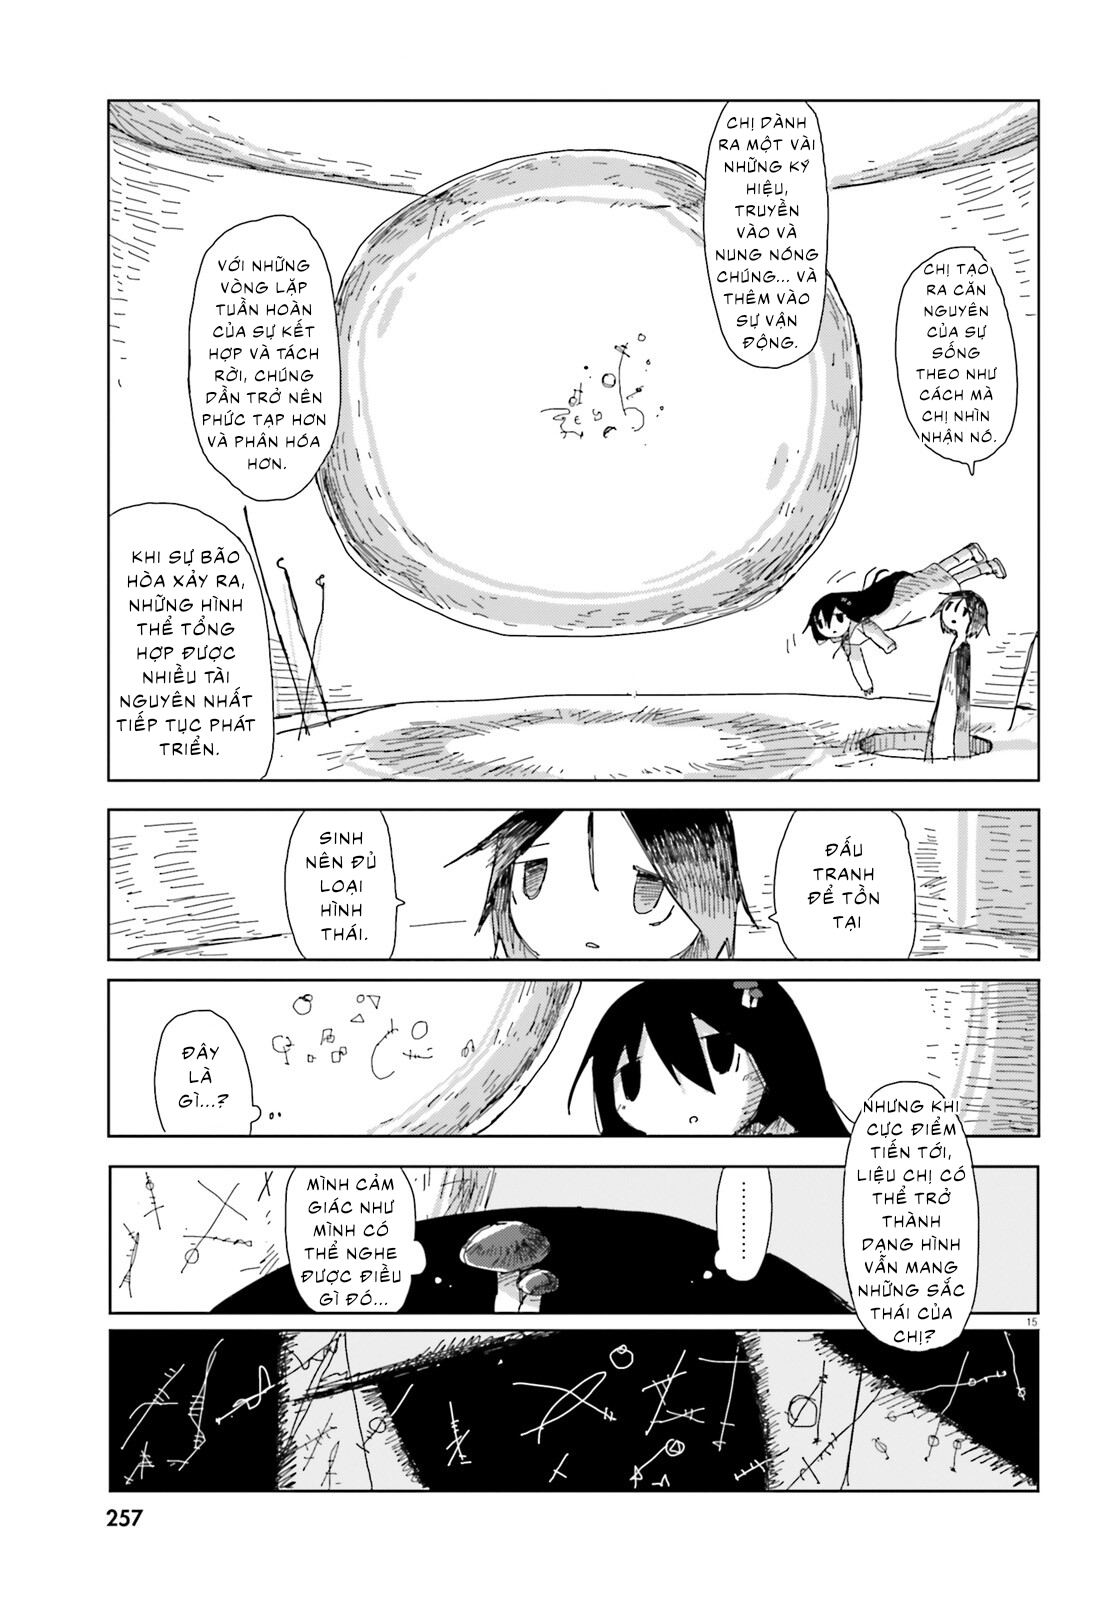 CHỊ TẠO
RA CĂN
NGUYÊN
CỦA SỰ
SỐNG
THEO NHƯ
CÁCH MÀ
CHỊ NHÌN
NHẬN NÓ.
CHỊ DÀNH
RA MỘT VÀI
NHỮNG KÝ
HIỆU,
TRUYỀN
VÀO VÀ
NUNG NÓNG
CHÚNG... VÀ
THÊM VÀO
SỰ VẬN
ĐỘNG.
VỚI NHỮNG
VÒNG LẶP
TUẦN HOÀN
CỦA SỰ KẾT
HỢP VÀ TÁCH
RỜI, CHÚNG
DẦN TRỞ NÊN
PHỨC TẠP HƠN
VÀ PHÂN HÓA
HƠN.
KHI SỰ BÃO
HÒA XẢY RA,
NHỮNG HÌNH
THỂ TỔNG
HỢP ĐƯỢC
NHIỀU TÀI
NGUYÊN NHẤT
TIẾP TỤC PHÁT
TRIỂN.
ĐẤU
TRANH
ĐỂ TỒN
TẠI
SINH
NÊN ĐỦ
LOẠI
HÌNH
THÁI.
NHƯNG KHI
CỰC ĐIỂM
TIẾN TỚI,
LIỆU CHỊ CÓ
THỂ TRỞ
THÀNH
DẠNG HÌNH
VẪN MANG
NHỮNG SẮC
THÁI CỦA
CHỊ?
ĐÂY
LÀ
GÌ...?
.........
MÌNH CẢM
GIÁC NHƯ
MÌNH CÓ
THỂ NGHE
ĐƯỢC ĐIỀU
GÌ ĐÓ...
15
257